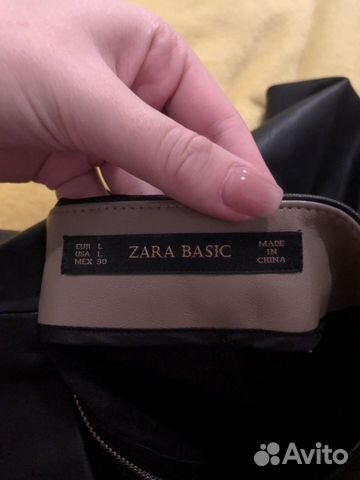 EUR L
USA L
MEX 30
ZARA BASIC
MADE
IN
CHINA
Avito